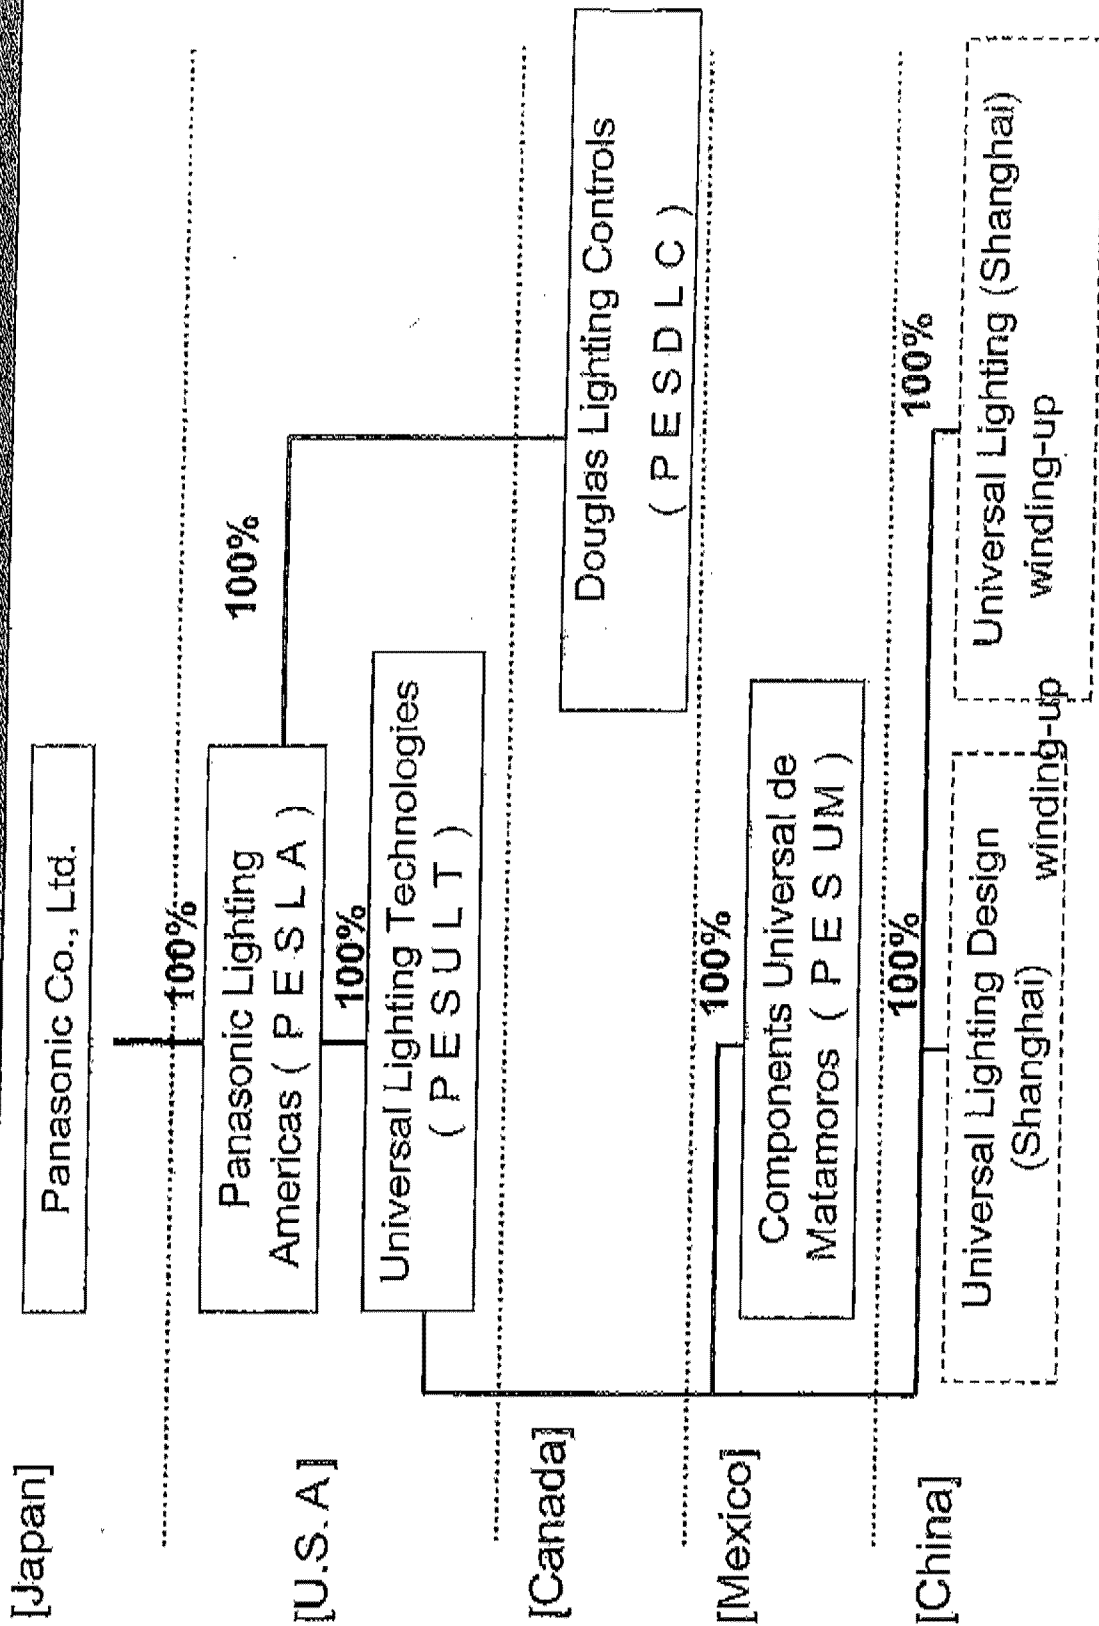 [Japan]
Panasonic Co., Ltd.
100%
[U.S.A]
Panasonic Lighting
Americas ( P E S L A )
100%
100%
Universal Lighting Technologies
( P E S U L T )
[Canada]
Douglas Lighting Controls
( P E S D L C )
[Mexico]
100%
Components Universal de
Matamoros ( P E S U M )
[China]
100%
100%
Universal Lighting Design
(Shanghai)
winding-up
Universal Lighting (Shanghai)
winding-up